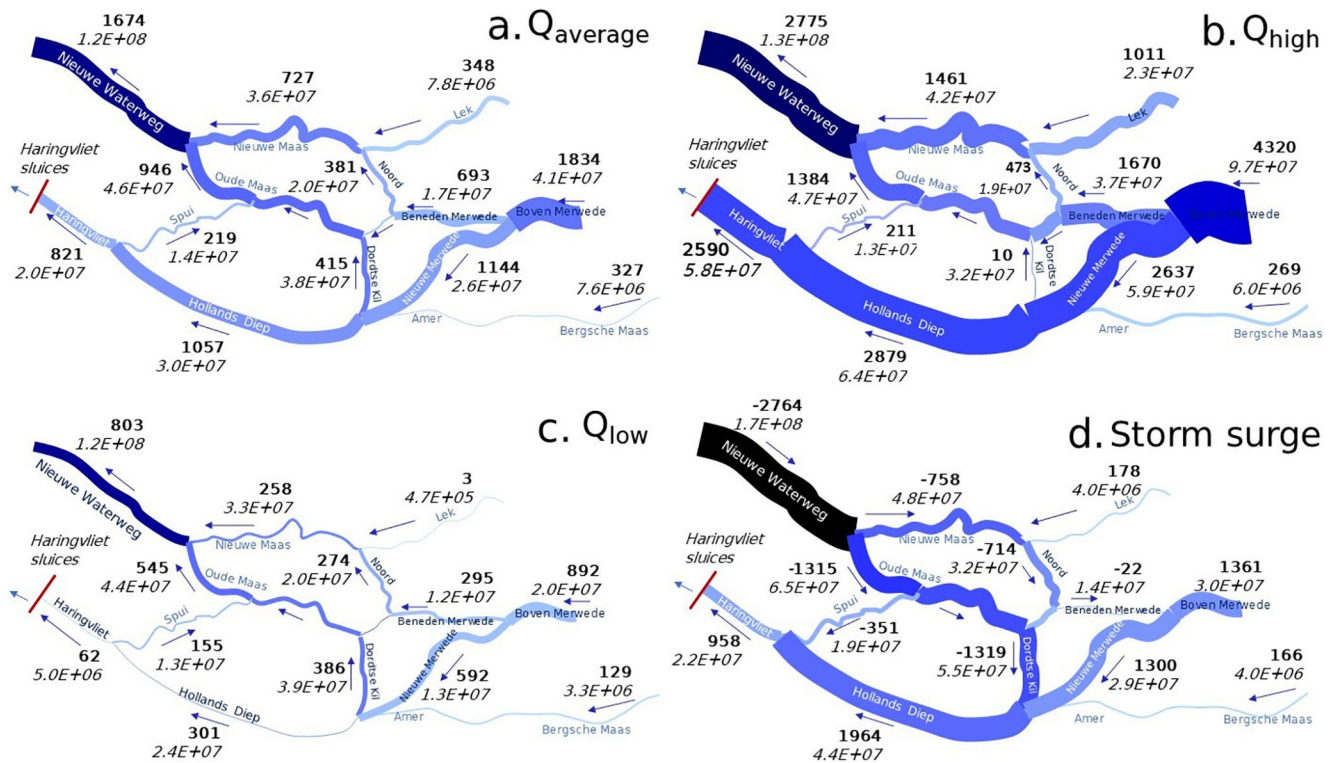 a. Qaverage
1674
1.2E+08
Nieuwe Waterweg
727
3.6E+07
Nieuwe Maas
348
7.8E+06
Lek
Haringvliet
sluices
946
4.6E+07
Oude Maas
381
2.0E+07
Noord
693
1.7E+07
Beneden Merwede
1834
4.1E+07
Boven Merwede
Spui
219
1.4E+07
Haringvliet
821
2.0E+07
415
3.8E+07
Dordtse Kil
Nieuwe Merwede
1144
2.6E+07
327
7.6E+06
Amer
Bergsche Maas
Hollands Diep
1057
3.0E+07
b. Qhigh
2775
1.3E+08
Nieuwe Waterweg
1461
4.2E+07
Nieuwe Maas
1011
2.3E+07
Lek
Haringvliet
sluices
1384
4.7E+07
Oude Maas
473
1.9E+07
Noord
1670
3.7E+07
Beneden Merwede
4320
9.7E+07
Boven Merwede
Spui
211
1.3E+07
Haringvliet
2590
5.8E+07
10
3.2E+07
Dordtse
Kil
Nieuwe Merwede
2637
5.9E+07
269
6.0E+06
Amer
Bergsche Maas
Hollands Diep
2879
6.4E+07
c. Qlow
803
1.2E+08
Nieuwe Waterweg
258
3.3E+07
Nieuwe Maas
3
4.7E+05
Lek
Haringvliet
sluices
545
4.4E+07
Oude Maas
274
2.0E+07
Noord
295
1.2E+07
Beneden Merwede
892
2.0E+07
Boven Merwede
Spui
155
1.3E+07
Haringvliet
62
5.0E+06
386
3.9E+07
Dordtse Kil
Nieuwe Merwede
592
1.3E+07
129
3.3E+06
Amer
Bergsche Maas
Hollands Diep
301
2.4E+07
d. Storm surge
-2764
1.7E+08
Nieuwe Waterweg
-758
4.8E+07
Nieuwe Maas
178
4.0E+06
Lek
Haringvliet
sluices
-1315
6.5E+07
Oude Maas
-714
3.2E+07
Noord
-22
1.4E+07
Beneden Merwede
1361
3.0E+07
Boven Merwede
Spui
-351
1.9E+07
Haringvliet
958
2.2E+07
-1319
5.5E+07
Dordtse Kil
Nieuwe Merwede
1300
2.9E+07
166
4.0E+06
Amer
Bergsche Maas
Hollands Diep
1964
4.4E+07